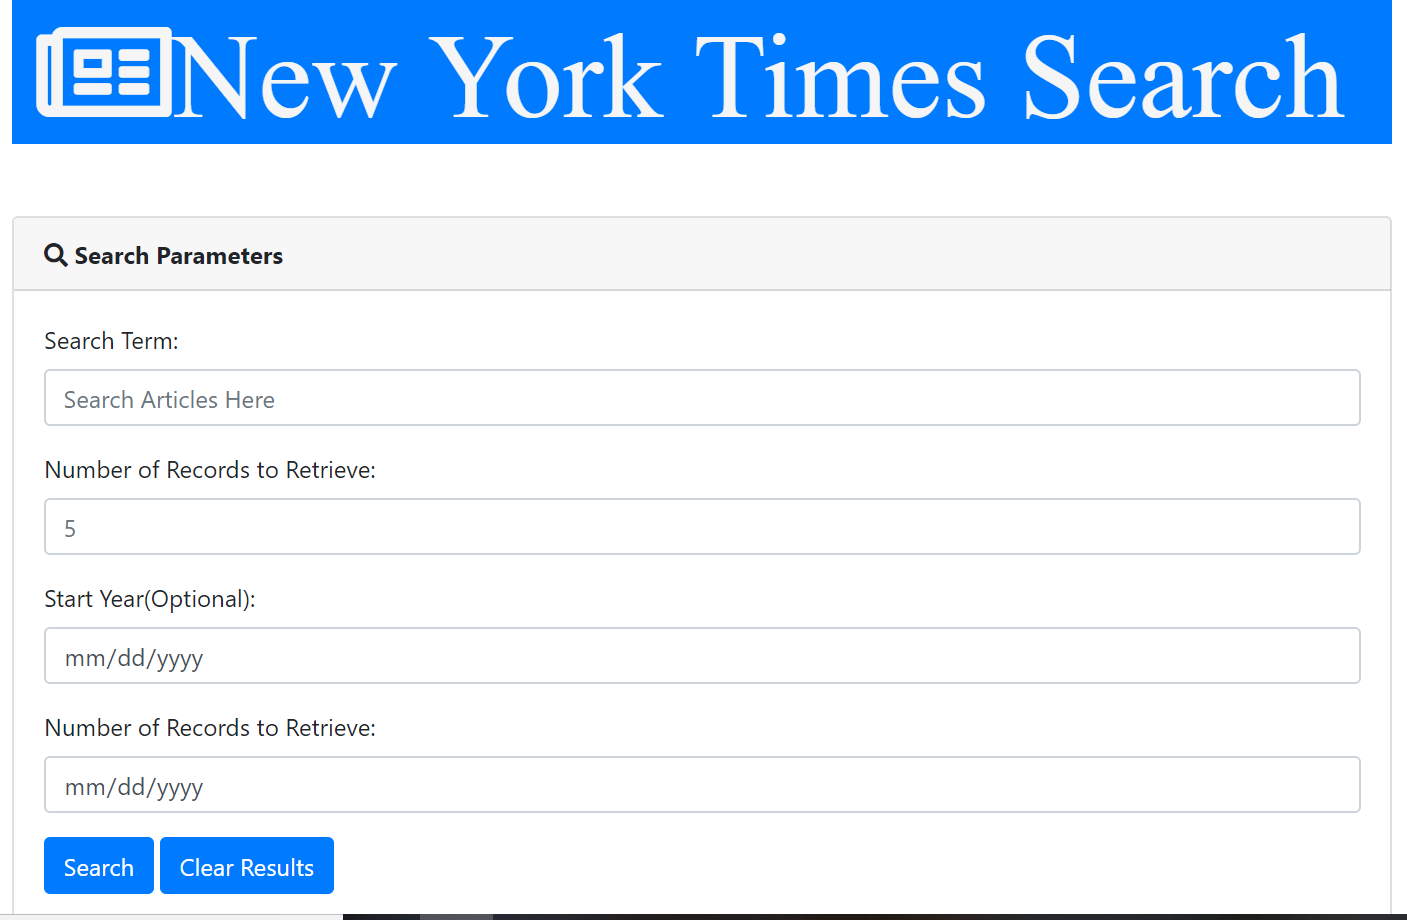 New York Times Search
Search Parameters
Search Term:
Search Articles Here
Number of Records to Retrieve:
5
Start Year(Optional):
mm/dd/yyyy
Number of Records to Retrieve:
mm/dd/yyyy
Search Clear Results